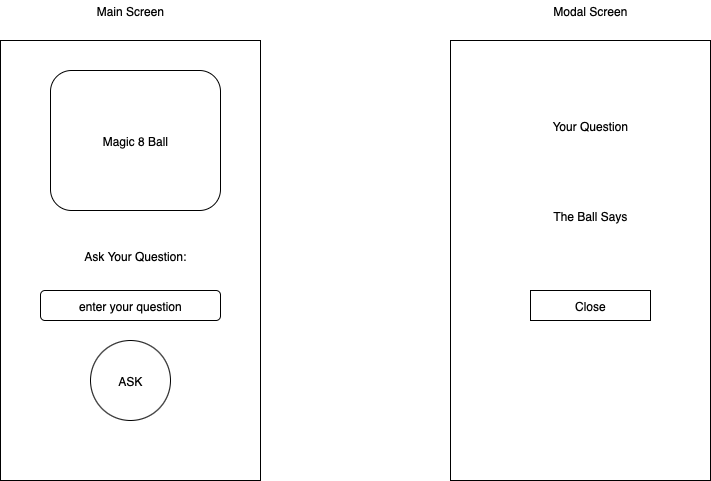 Main Screen
Magic 8 Ball
Ask Your Question:
enter your question
ASK
Modal Screen
Your Question
The Ball Says
Close